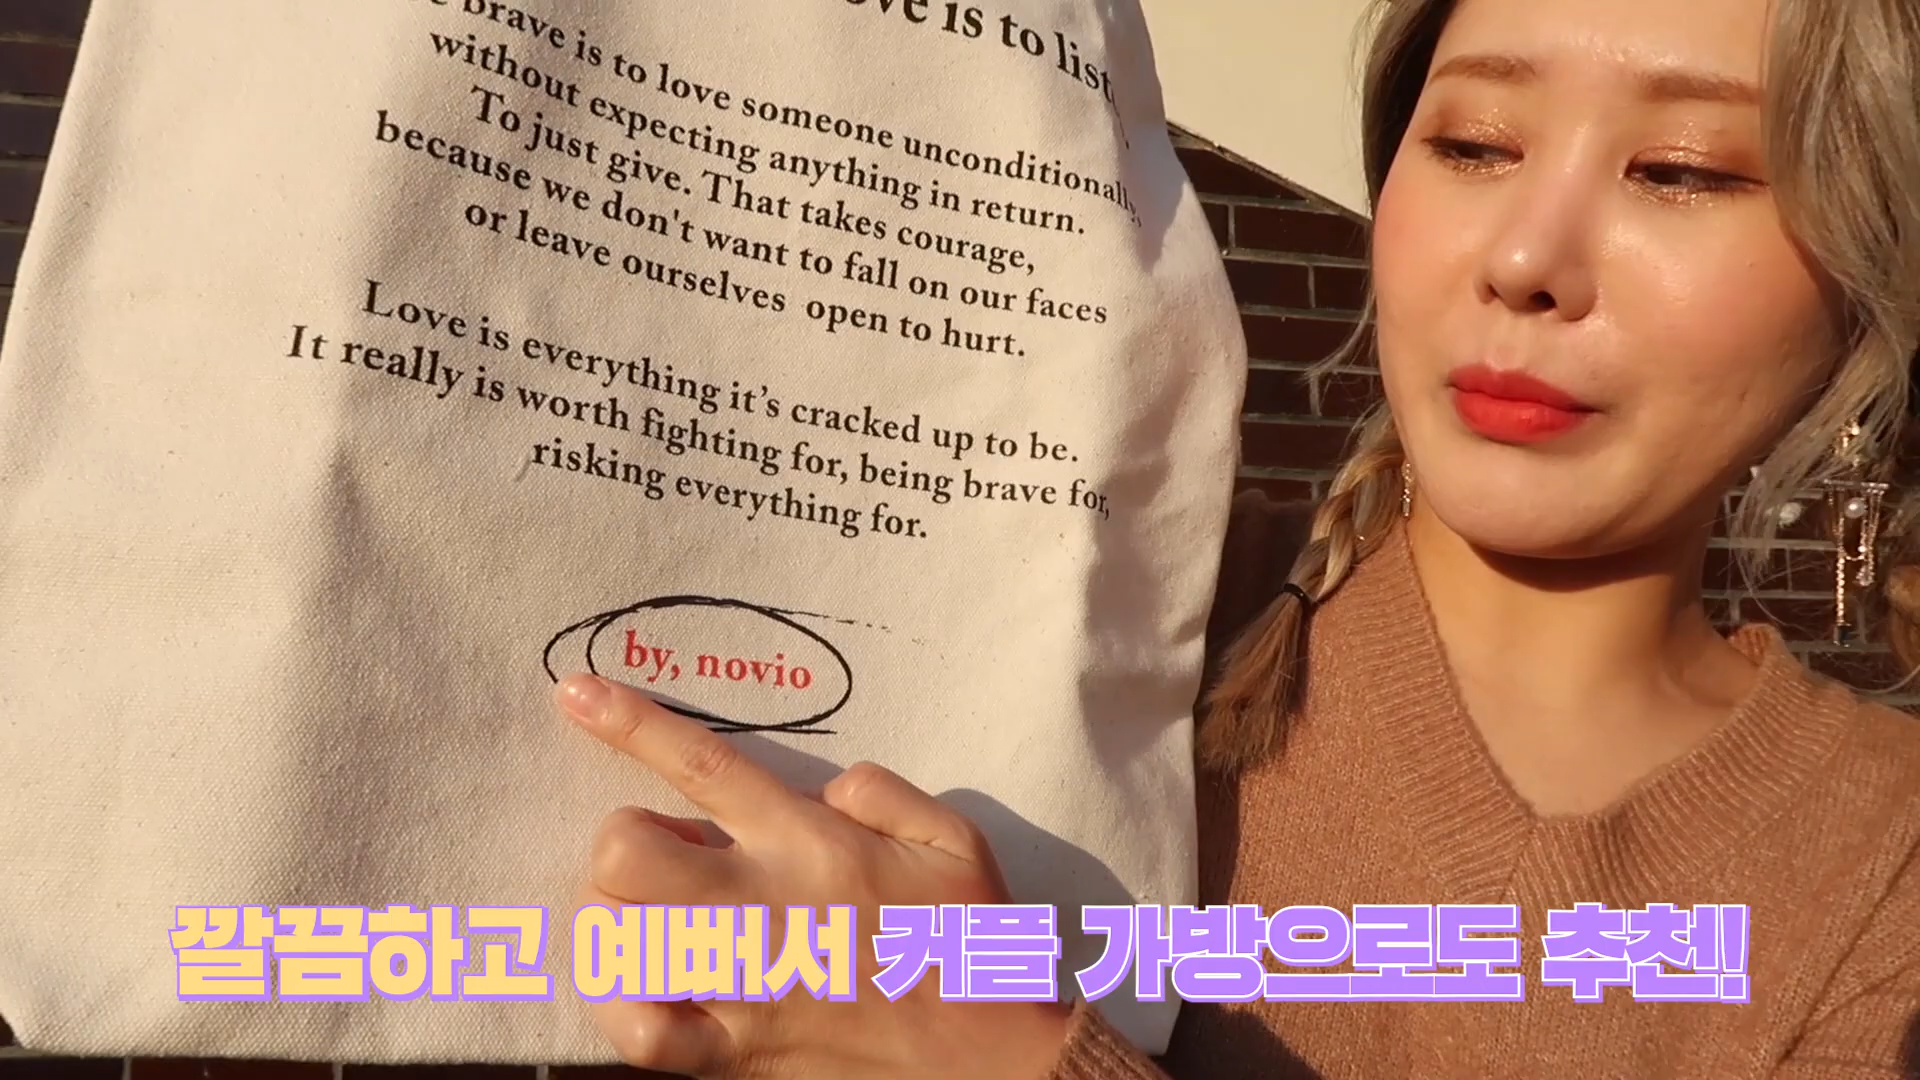 is to
brave is to love someone unconditionally,
without expecting anything in return.
To just give. That takes courage,
because we don't want to fall on our faces
or leave ourselves open to hurt.
Love is everything it’s cracked up to be.
It really is worth fighting for, being brave for,
risking everything for.
by, novio
깔끔하고 예뻐서 커플 가방으로도 추천!